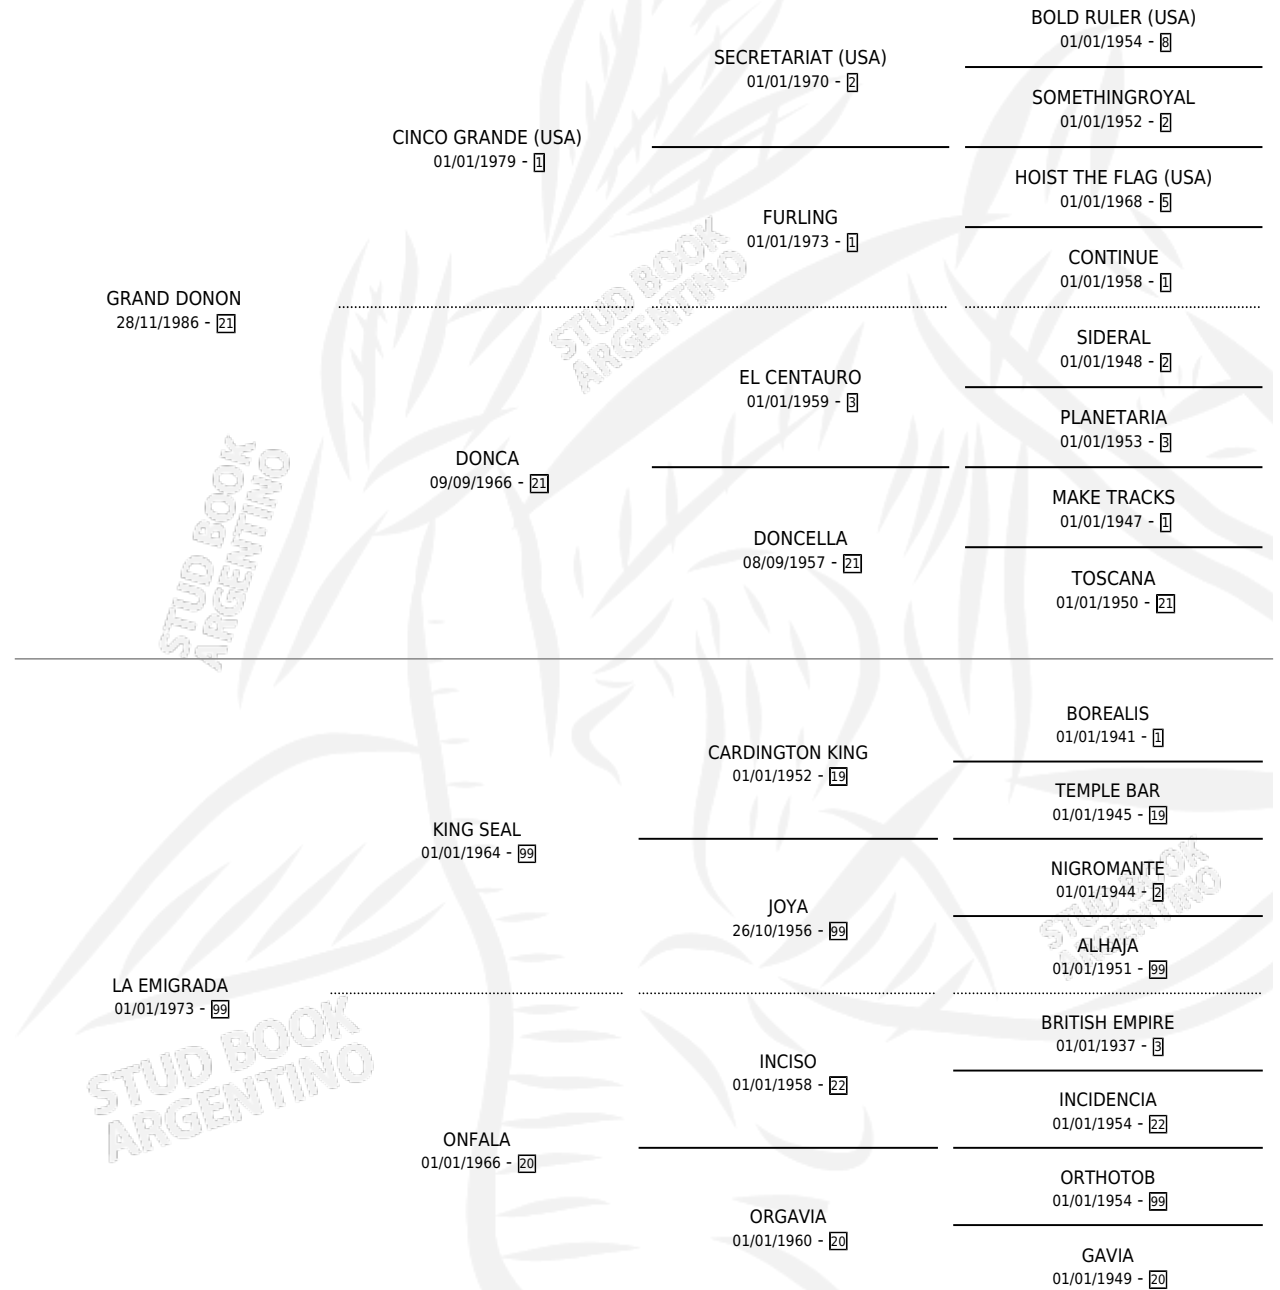 BOLD RULER (USA)
01/01/1954 - 8
SECRETARIAT (USA)
01/01/1970 - 2
SOMETHINGROYAL
01/01/1952 - 2
CINCO GRANDE (USA)
01/01/1979 - 1
HOIST THE FLAG (USA)
01/01/1968 - 5
FURLING
01/01/1973 - 1
CONTINUE
01/01/1958 - 1
GRAND DONON
28/11/1986 - 21
STUD BOOK
ARGENTINO
SIDERAL
01/01/1948 - 2
EL CENTAURO
01/01/1959 - 3
PLANETARIA
01/01/1953 - 3
DONCA
09/09/1966 - 21
MAKE TRACKS
01/01/1947 - 1
DONCELLA
08/09/1957 - 21
TOSCANA
01/01/1950 - 21
STUD BOOK
ARGENTINO
BOREALIS
01/01/1941 - 1
CARDINGTON KING
01/01/1952 - 19
TEMPLE BAR
01/01/1945 - 19
KING SEAL
01/01/1964 - 99
NIGROMANTE
01/01/1944 - 2
JOYA
26/10/1956 - 99
STUD BOOK
ARGENTINO
ALHAJA
01/01/1951 - 99
LA EMIGRADA
01/01/1973 - 99
STUD BOOK
ARGENTINO
BRITISH EMPIRE
01/01/1937 - 3
INCISO
01/01/1958 - 22
INCIDENCIA
01/01/1954 - 22
ONFALA
01/01/1966 - 20
ORTHOTOB
01/01/1954 - 99
ORGAVIA
01/01/1960 - 20
GAVIA
01/01/1949 - 20